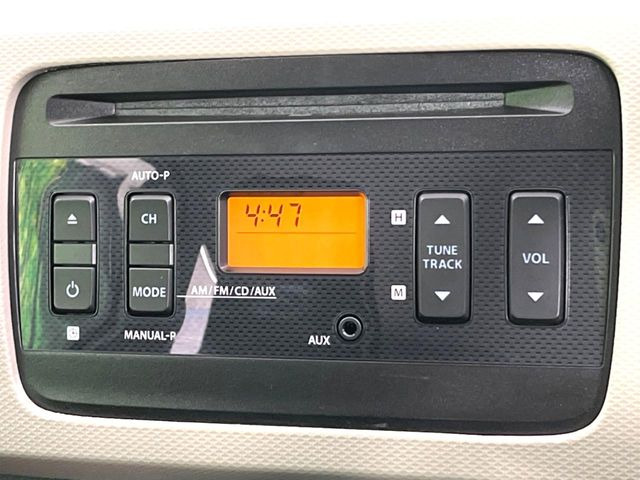 AUTO-P
CH
4:47
H
TUNE
TRACK
VOL
MODE
AM/FM/CD/AUX
M
MANUAL-P
AUX